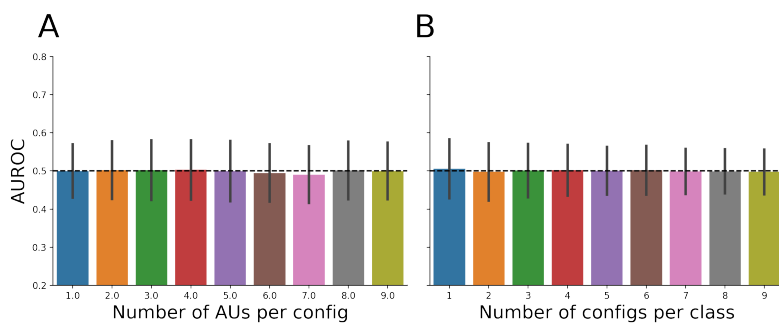 A B
0.8
0.7
0.6
0.5
0.4
0.3
0.2
AUROC
1.0 2.0 3.0 4.0 5.0 6.0 7.0 8.0 9.0
Number of AUs per config
1 2 3 4 5 6 7 8 9
Number of configs per class